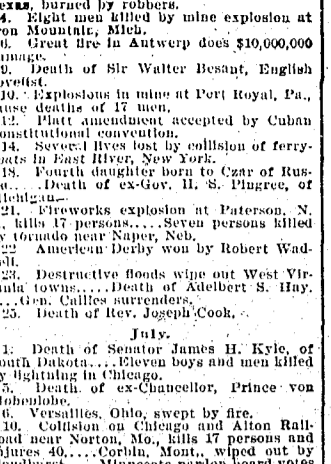 exas, burned by robbers.
4. Eight men killed by mine explosion at
ron Mountain, Mich.
6. Great fire in Antwerp does $10,000,000
amage.
9. Death of Sir Walter Besant, English
ovelist.
10. Explosions in mine at Port Royal, Pa.,
ause deaths of 17 men.
12. Platt amendment accepted by Cuban
onstitutional convention.
14. Several lives lost by collision of ferry-
oats in East River, New York.
18. Fourth daughter born to Czar of Rus-
a.....Death of ex-Gov. H. S. Pingree, of
ichigan.
21. Fireworks explosion at Paterson, N.
., kills 17 persons.....Seven persons killed
y tornado near Naper, Neb.
22 American Derby won by Robert Wad-
ell.
23. Destructive floods wipe out West Vir-
inia towns.....Death of Adelbert S. Hay.
...Gen. Cailles surrenders.
25. Death of Rev. Joseph Cook.
July.
1. Death of Senator James H. Kyle, of
outh Dakota....Eleven boys and men killed
y lightning in Chicago.
5. Death of ex-Chancellor, Prince von
ohenlohe.
6. Versailles, Ohio, swept by fire.
10. Collision on Chicago and Alton Rail-
oad near Norton, Mo., kills 17 persons and
njures 40.....Corbin, Mont., wiped out by
Minnesota pardon board votes